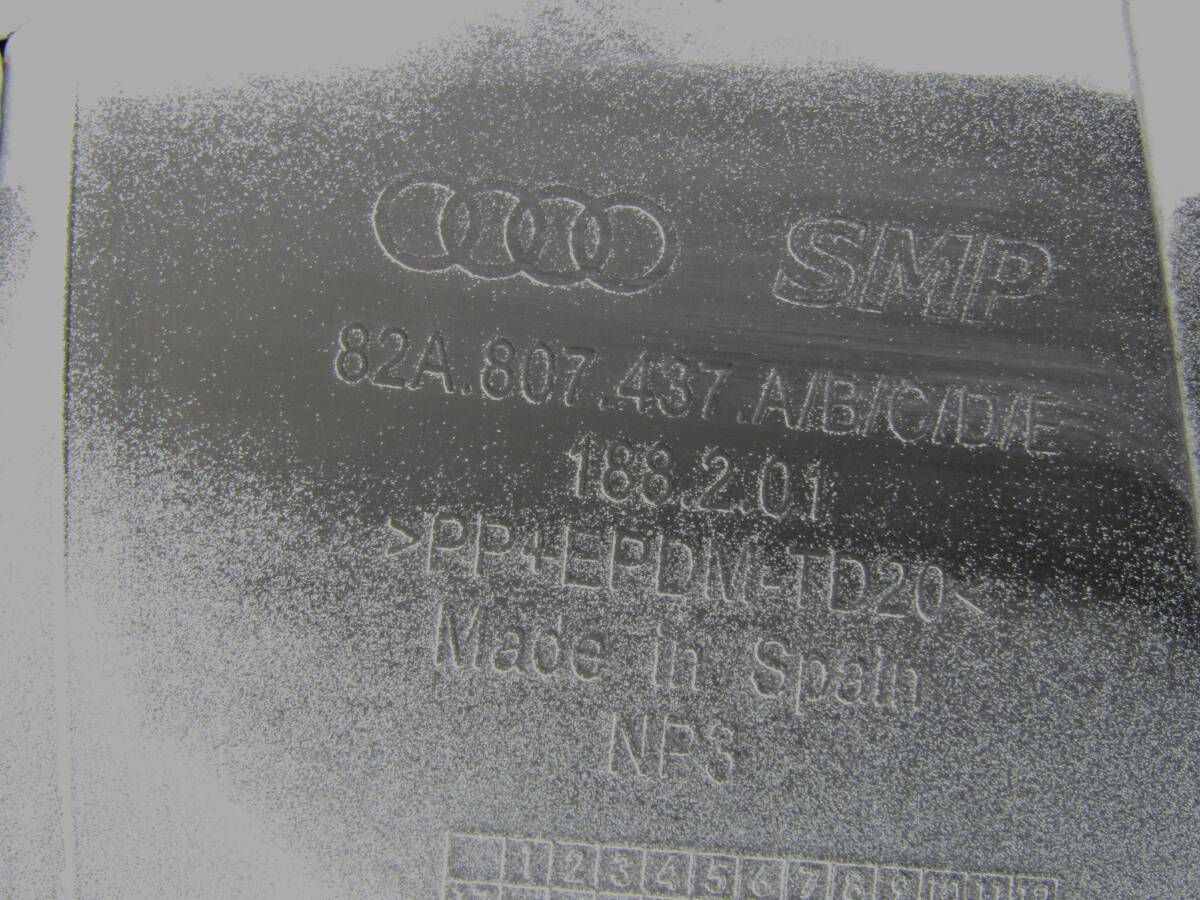 SMP
82A.807.437.A/B/C/D/E
188.2.01
>PP+EPDM-TD20<
Made in Spain
NP3
1 2 3 4 5 6 7 8 9 10 11 12
17